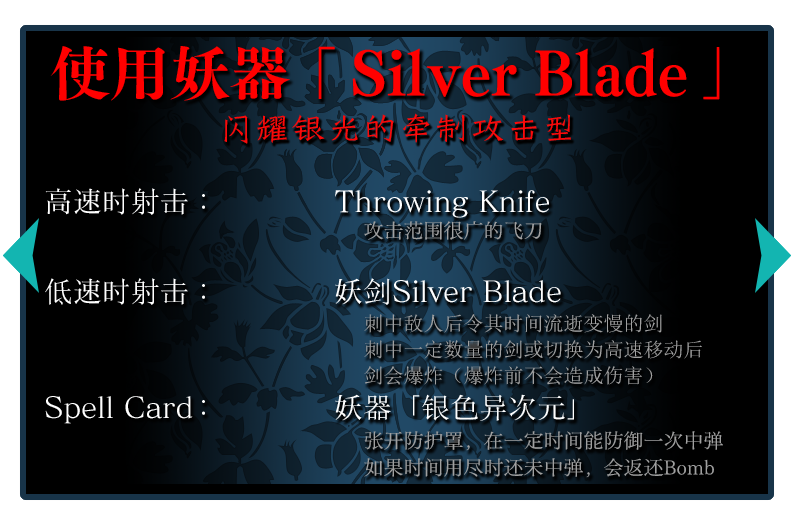 使用妖器「Silver Blade」
闪耀银光的牵制攻击型
高速时射击： Throwing Knife
攻击范围很广的飞刀
低速时射击： 妖剑Silver Blade
刺中敌人后令其时间流逝变慢的剑
刺中一定数量的剑或切换为高速移动后
剑会爆炸（爆炸前不会造成伤害）
Spell Card： 妖器「银色异次元」
张开防护罩，在一定时间能防御一次中弹
如果时间用尽时还未中弹，会返还Bomb